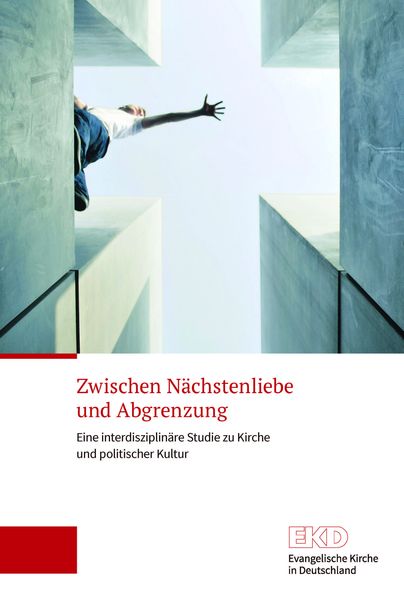 Zwischen Nächstenliebe
und Abgrenzung
Eine interdisziplinäre Studie zu Kirche
und politischer Kultur
EKD
Evangelische Kirche
in Deutschland